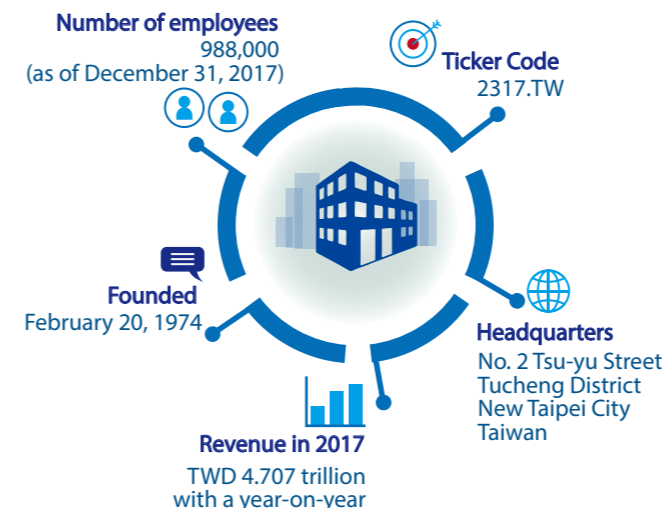 Number of employees
988,000
(as of December 31, 2017)
Ticker Code
2317.TW
Founded
February 20, 1974
Headquarters
No. 2 Tsu-yu Street
Tucheng District
New Taipei City
Taiwan
Revenue in 2017
TWD 4.707 trillion
with a year-on-year